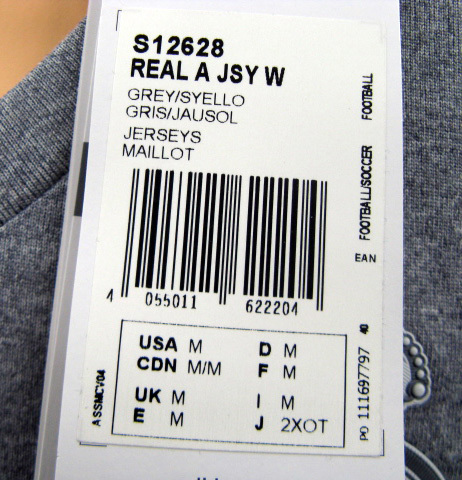 S12628
REAL A JSY W
GREY/SYELLO
GRIS/JAUSOL
JERSEYS
MAILLOT
FOOTBALL/SOCCER FOOTBALL
EAN
4 055011 622204
USA M D M
CDN M/M F M
UK M I M
E M J 2XOT
ASSMCV04
PO 111697797 40